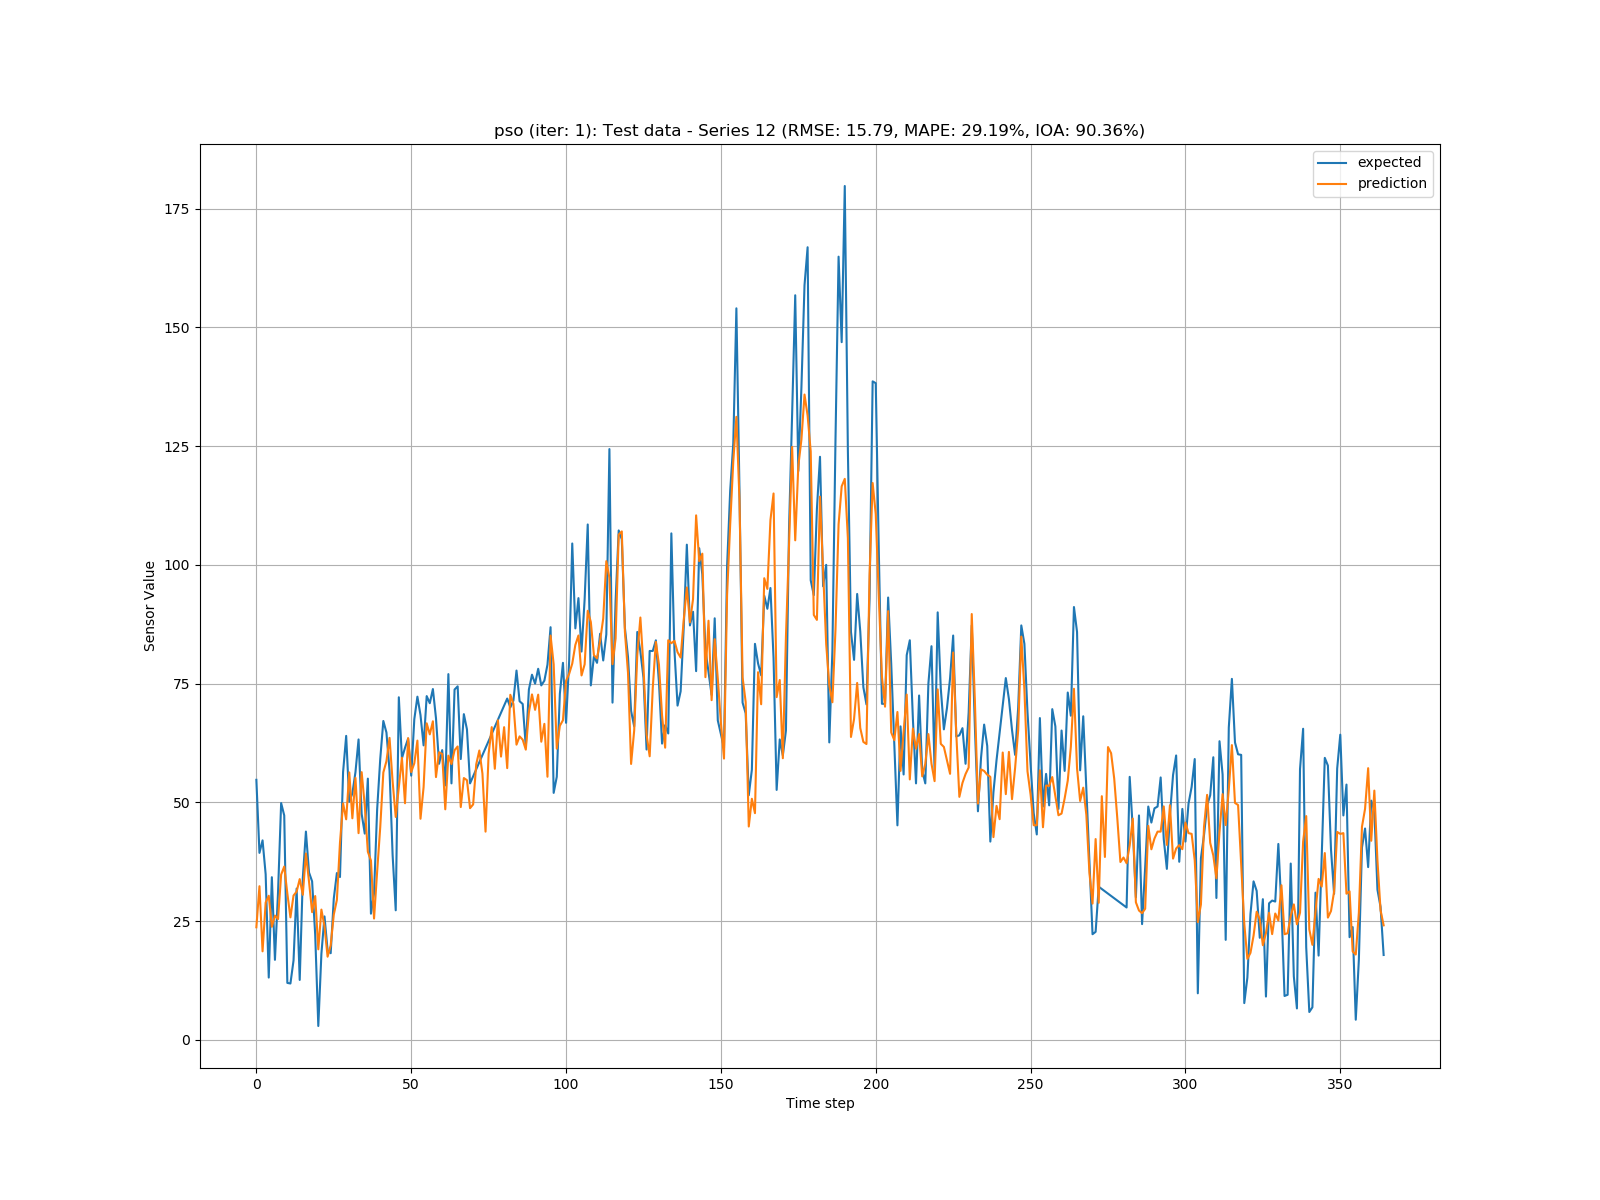 pso (iter: 1): Test data - Series 12 (RMSE: 15.79, MAPE: 29.19%, IOA: 90.36%)
expected
prediction
175
150
125
100
75
50
25
0
Sensor Value
0 50 100 150 200 250 300 350
Time step